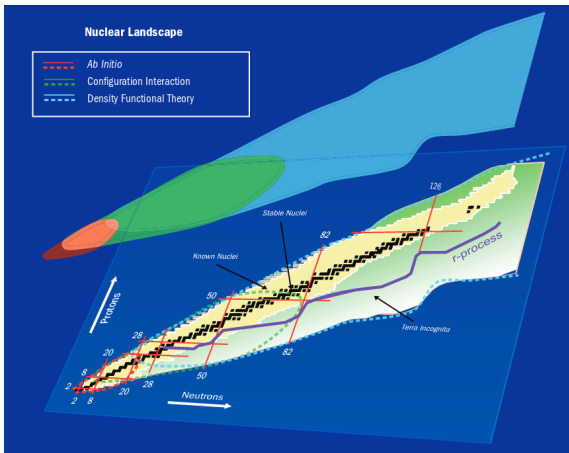 Nuclear Landscape
Ab Initio
Configuration Interaction
Density Functional Theory
126
Stable Nuclei
82
r-process
Known Nuclei
50
Protons
Terra Incognita
28
20
82
8
50
2
28
20
2
8
Neutrons